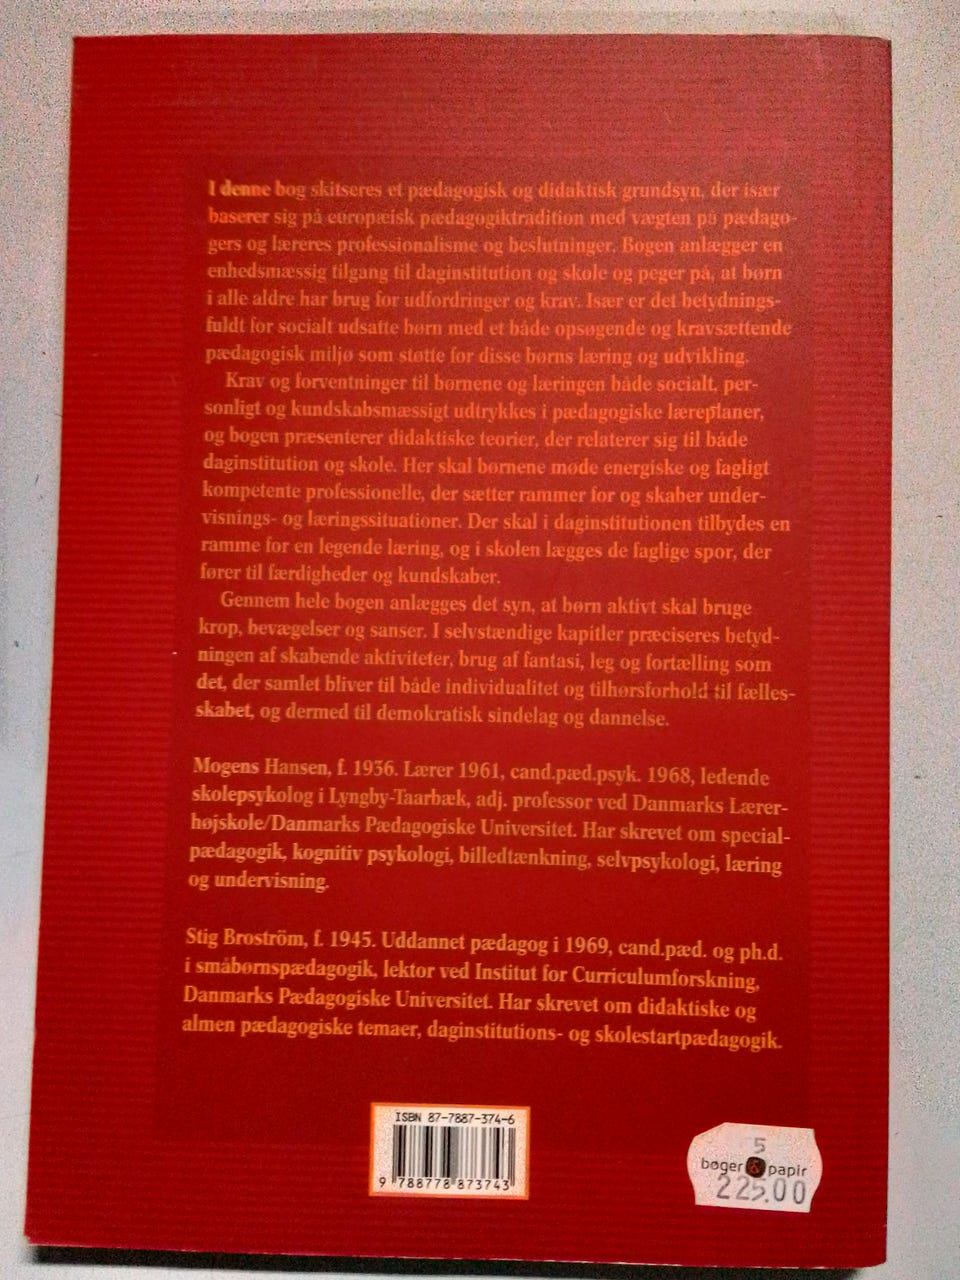 I denne bog skitseres et pædagogisk og didaktisk grundsyn, der især
baserer sig på europæisk pædagogiktradition med vægten på pædago-
gers og læreres professionalisme og beslutninger. Bogen anlægger en
enhedsmæssig tilgang til daginstitution og skole og peger på, at børn
i alle aldre har brug for udfordringer og krav. Især er det betydnings-
fuldt for socialt udsatte børn med et både opsøgende og kravsættende
pædagogisk miljø som støtte for disse børns læring og udvikling.
Krav og forventninger til børnene og læringen både socialt, per-
sonligt og kundskabsmæssigt udtrykkes i pædagogiske læreplaner,
og bogen præsenterer didaktiske teorier, der relaterer sig til både
daginstitution og skole. Her skal børnene møde energiske og fagligt
kompetente professionelle, der sætter rammer for og skaber under-
visnings- og læringssituationer. Der skal i daginstitutionen tilbydes en
ramme for en legende læring, og i skolen lægges de faglige spor, der
fører til færdigheder og kundskaber.
Gennem hele bogen anlægges det syn, at børn aktivt skal bruge
krop, bevægelser og sanser. I selvstændige kapitler præciseres betyd-
ningen af skabende aktiviteter, brug af fantasi, leg og fortælling som
det, der samlet bliver til både individualitet og tilhørsforhold til fælles-
skabet, og dermed til demokratisk sindelag og dannelse.
Mogens Hansen, f. 1936. Lærer 1961, cand.pæd.psyk. 1968, ledende
skolepsykolog i Lyngby-Taarbæk, adj. professor ved Danmarks Lærer-
højskole/Danmarks Pædagogiske Universitet. Har skrevet om special-
pædagogik, kognitiv psykologi, billedtænkning, selvpsykologi, læring
og undervisning.
Stig Broström, f. 1945. Uddannet pædagog i 1969, cand.pæd. og ph.d.
i småbørnspædagogik, lektor ved Institut for Curriculumforskning,
Danmarks Pædagogiske Universitet. Har skrevet om didaktiske og
almen pædagogiske temaer, daginstitutions- og skolestartpædagogik.
ISBN 87-7887-374-6
9 788778 873743
5
bøger & papir
225.00